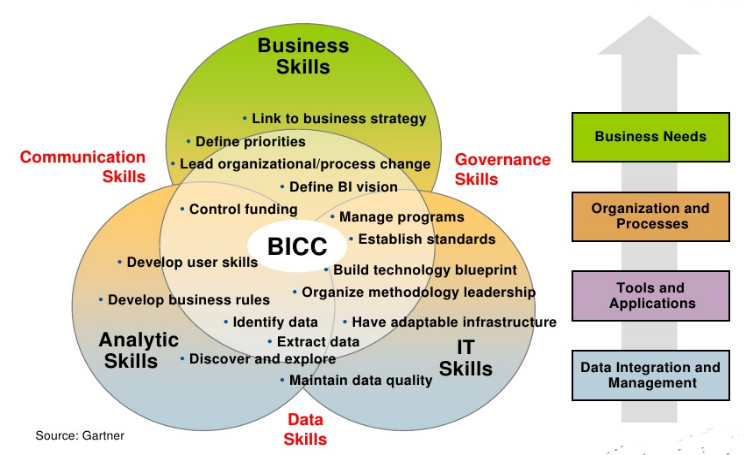 Business
Skills
• Link to business strategy
• Define priorities
Communication
Skills
• Lead organizational/process change
Governance
Skills
• Define BI vision
• Control funding
• Manage programs
• Establish standards
BICC
• Develop user skills
• Build technology blueprint
• Organize methodology leadership
• Develop business rules
• Identify data
• Have adaptable infrastructure
Analytic
Skills
• Extract data
IT
Skills
• Discover and explore
• Maintain data quality
Data
Skills
Business Needs
Organization and
Processes
Tools and
Applications
Data Integration and
Management
Source: Gartner